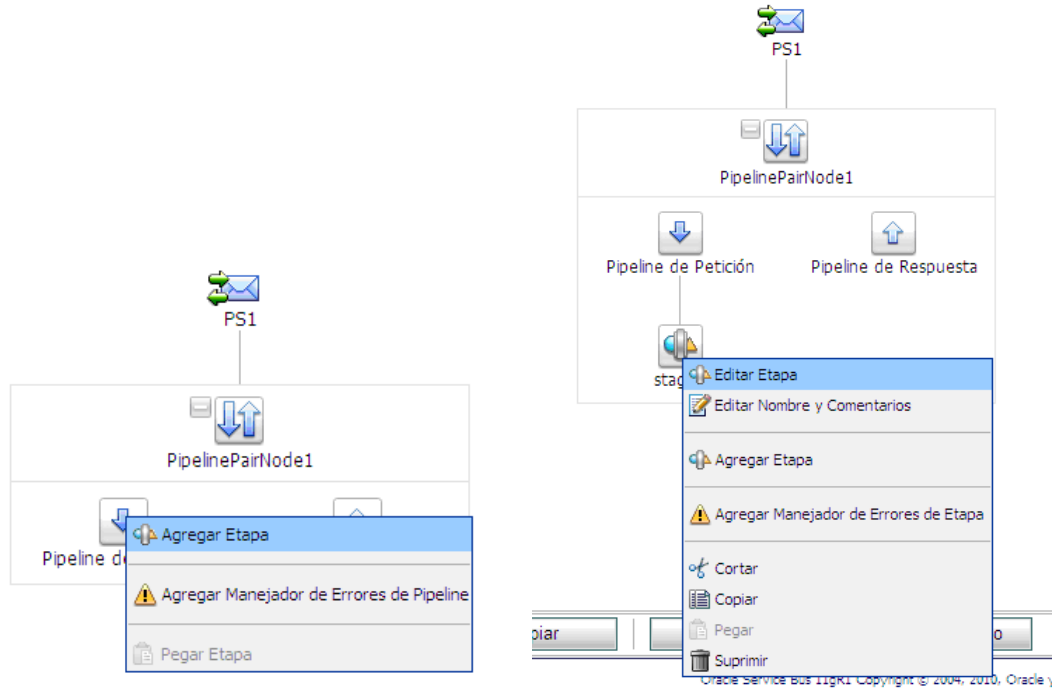 PS1
PipelinePairNode1
Agregar Etapa
Pipeline de
Agregar Manejador de Errores de Pipeline
Pegar Etapa
PS1
PipelinePairNode1
Pipeline de Petición
Pipeline de Respuesta
stag
Editar Etapa
Editar Nombre y Comentarios
Agregar Etapa
Agregar Manejador de Errores de Etapa
Cortar
Copiar
Pegar
Suprimir
piar
o
Oracle Service Bus 11gR1 Copyright © 2004, 2010, Oracle y